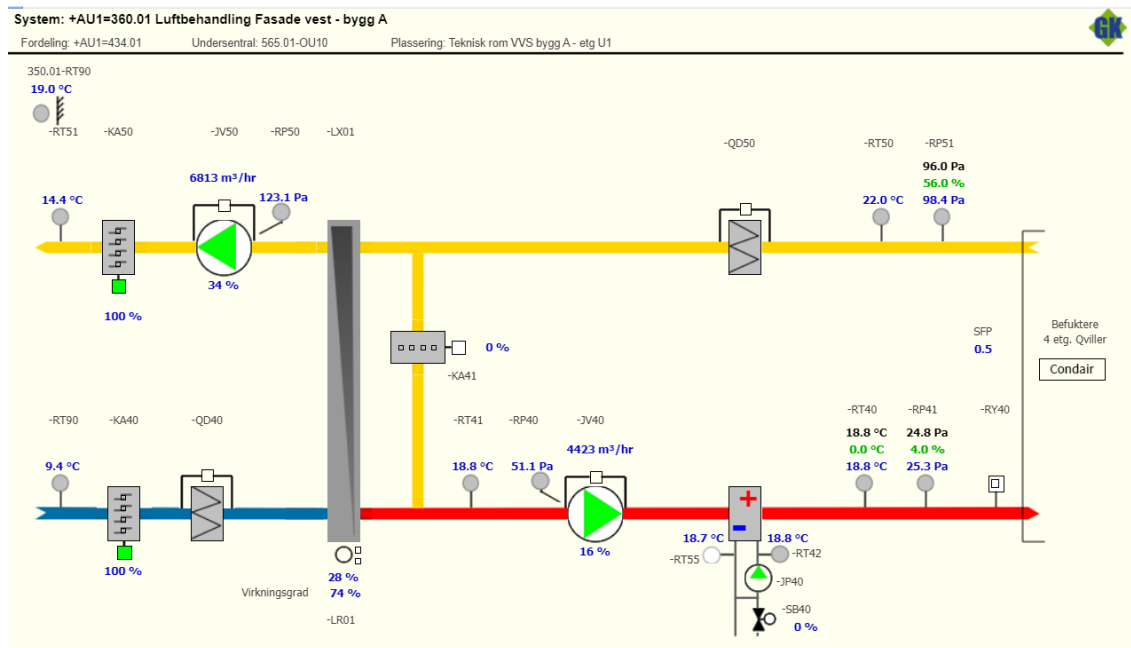 System: +AU1=360.01 Luftbehandling Fasade vest - bygg A
GK
Fordeling: +AU1=434.01 Undersentral: 565.01-OU10 Plassering: Teknisk rom VVS bygg A - etg U1
350.01-RT90
19.0 °C
-RT51 -KA50 -JV50 -RP50 -LX01
-QD50 -RT50 -RP51
96.0 Pa
6813 m³/hr 56.0 %
14.4 °C 123.1 Pa 22.0 °C 98.4 Pa
34 %
100 %
SFP Befuktere
0.5 4 etg. Qviller
0 %
Condair
-KA41
-RT40 -RP41 -RY40
-RT90 -KA40 -QD40 -RT41 -RP40 -JV40
18.8 °C 24.8 Pa
4423 m³/hr 0.0 °C 4.0 %
9.4 °C 18.8 °C 51.1 Pa 18.8 °C 25.3 Pa
+
-
18.7 °C 18.8 °C
16 %
-RT55 -RT42
100 %
28 % -JP40
Virkningsgrad 74 %
-SB40
-LR01 0 %